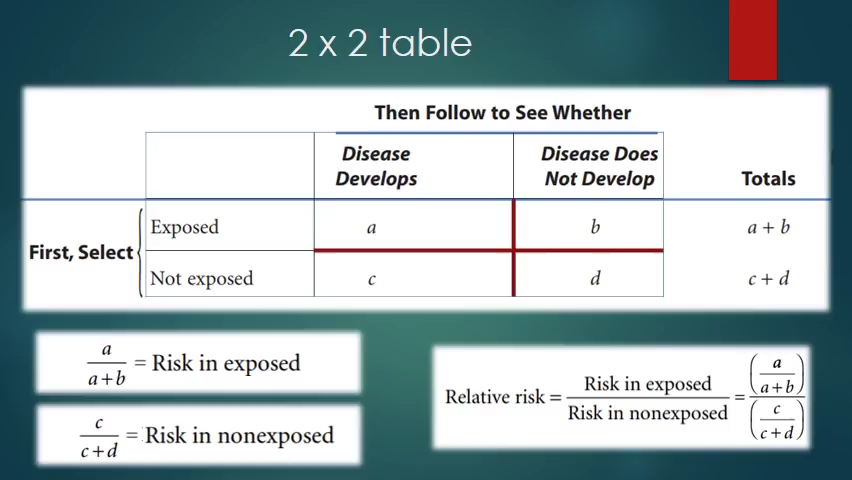 2 x 2 table
Then Follow to See Whether
Disease Develops
Disease Does Not Develop
Totals
First, Select
Exposed a b a + b
Not exposed c d c + d
a/(a+b) = Risk in exposed
c/(c+d) = Risk in nonexposed
Relative risk = Risk in exposed / Risk in nonexposed = (a/(a+b)) / (c/(c+d))